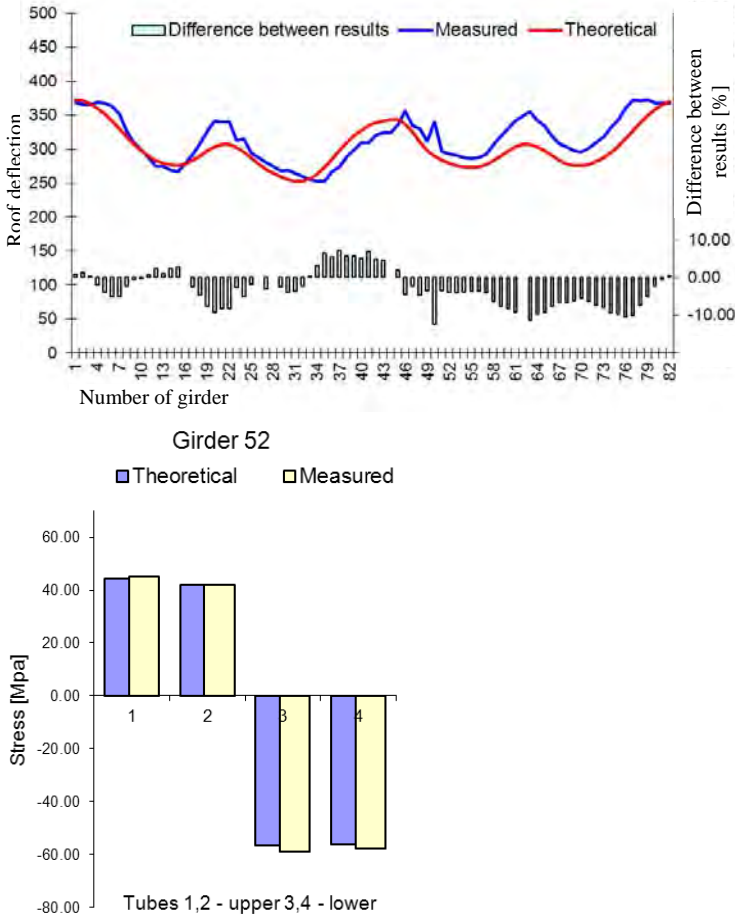 500
450
400
350
300
250
200
150
100
50
0
Roof deflection
Difference between results Measured Theoretical
Difference between
results [%]
10.00
0.00
-10.00
1 4 7 10 13 16 19 22 25 28 31 34 37 40 43 46 49 52 55 58 61 64 67 70 73 76 79 82
Number of girder
Girder 52
Theoretical Measured
60.00
40.00
20.00
0.00
-20.00
-40.00
-60.00
-80.00
Stress [Mpa]
1 2 3 4
Tubes 1,2 - upper 3,4 - lower